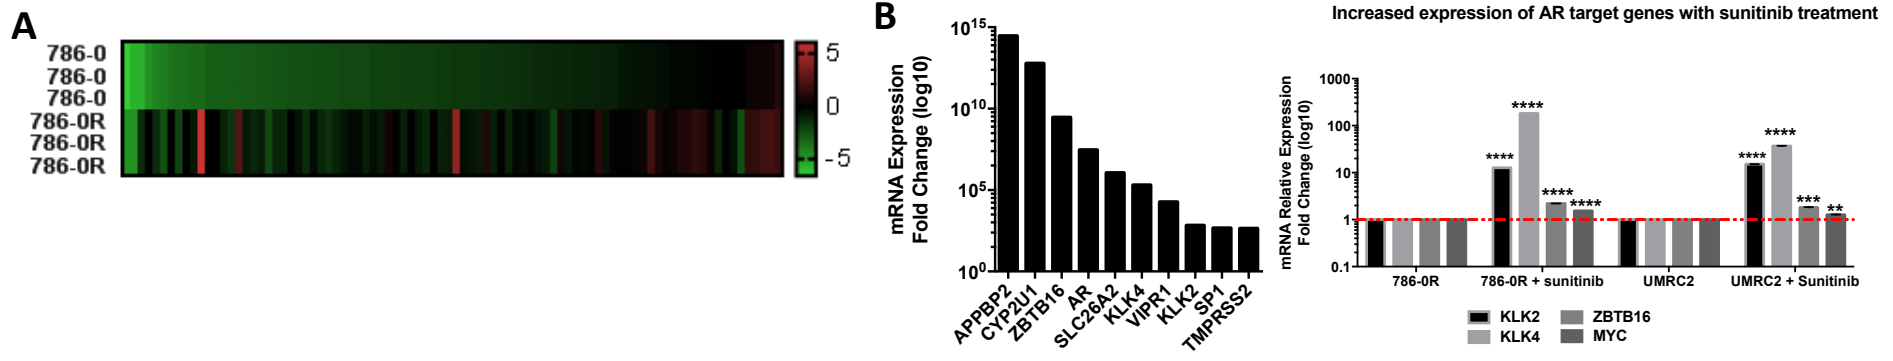 A
786-0
786-0
786-0
786-0R
786-0R
786-0R
5
0
-5
B
mRNA Expression
Fold Change (log10)
10^15
10^10
10^5
10^0
APPBP2
CYP2U1
ZBTB16
AR
SLC26A2
KLK4
VIPR1
KLK2
SP1
TMPRSS2
Increased expression of AR target genes with sunitinib treatment
mRNA Relative Expression
Fold Change (log10)
1000
100
10
1
0.1
****
****
****
****
****
****
***
**
786-0R
786-0R + sunitinib
UMRC2
UMRC2 + Sunitinib
KLK2
KLK4
ZBTB16
MYC